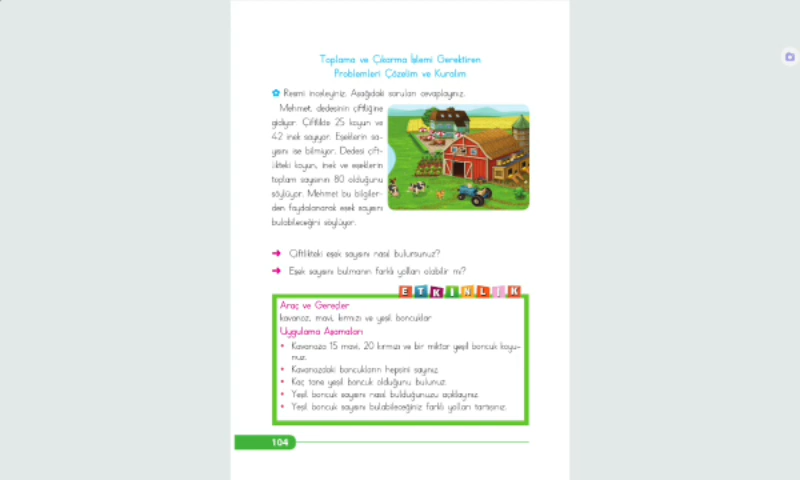 Toplama ve Çıkarma İşlemi Gerektiren
Problemleri Çözelim ve Kuralım
Resmi inceleyiniz. Aşağıdaki soruları cevaplayınız.
Mehmet, dedesinin çiftliğine
gidiyor. Çiftlikte 25 koyun ve
42 inek sayıyor. Eşeklerin sa-
yısını ise bilmiyor. Dedesi çift-
likteki koyun, inek ve eşeklerin
toplam sayısının 80 olduğunu
söylüyor. Mehmet bu bilgiler-
den faydalanarak eşek sayısını
bulabileceğini söylüyor.
Çiftlikteki eşek sayısını nasıl bulursunuz?
Eşek sayısını bulmanın farklı yolları olabilir mi?
ETKİNLİK
Araç ve Gereçler
kavanoz, mavi, kırmızı ve yeşil boncuklar
Uygulama Aşamaları
• Kavanoza 15 mavi, 20 kırmızı ve bir miktar yeşil boncuk koyu-
nuz.
• Kavanozdaki boncukların hepsini sayınız.
• Kaç tane yeşil boncuk olduğunu bulunuz.
• Yeşil boncuk sayısını nasıl bulduğunuzu açıklayınız.
• Yeşil boncuk sayısını bulabileceğiniz farklı yolları tartışınız.
104